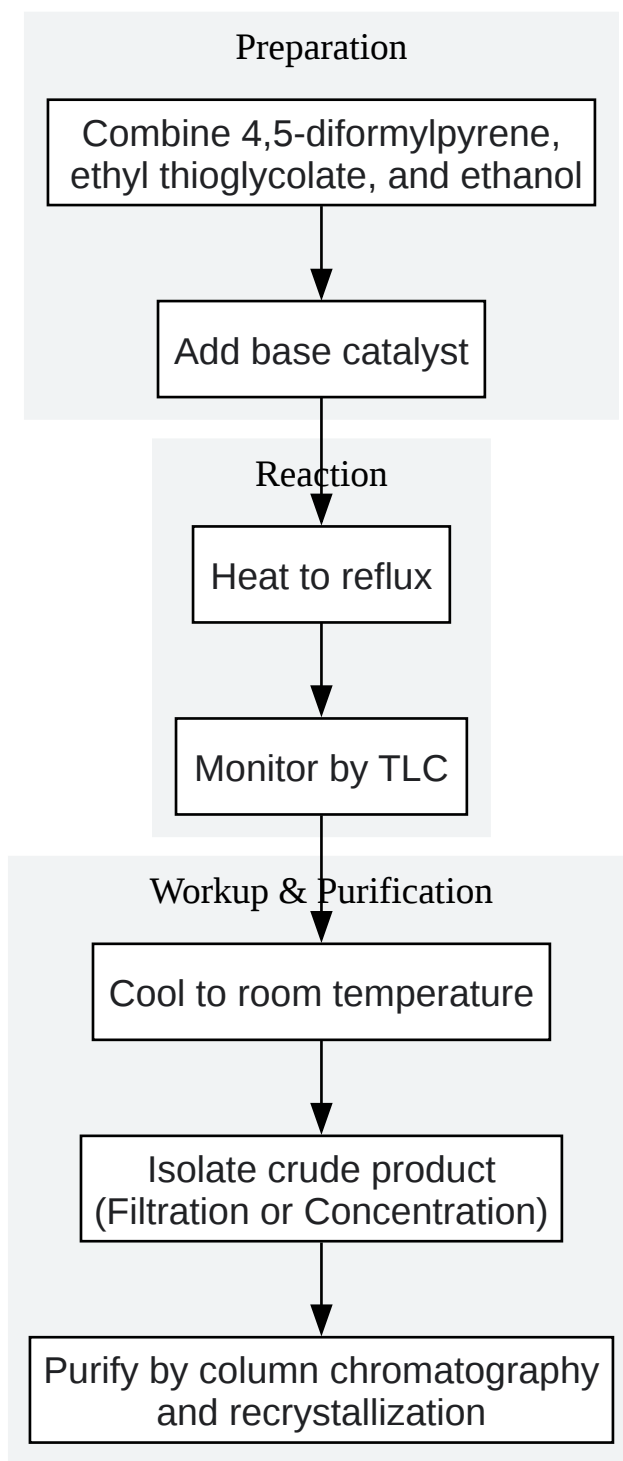 Preparation
Combine 4,5-diformylpyrene,
ethyl thioglycolate, and ethanol
Add base catalyst
Reaction
Heat to reflux
Monitor by TLC
Workup & Purification
Cool to room temperature
Isolate crude product
(Filtration or Concentration)
Purify by column chromatography
and recrystallization